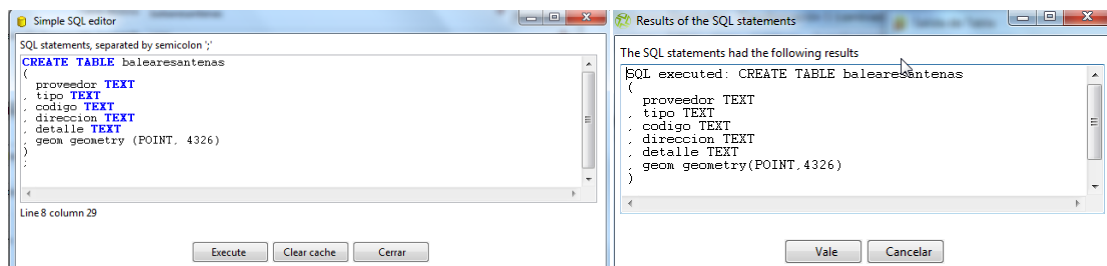 Simple SQL editor
SQL statements, separated by semicolon ';'
CREATE TABLE balearesantenas
(
proveedor TEXT
, tipo TEXT
, codigo TEXT
, direccion TEXT
, detalle TEXT
, geom geometry (POINT, 4326)
)
;
Line 8 column 29
Execute
Clear cache
Cerrar
Results of the SQL statements
The SQL statements had the following results
SQL executed: CREATE TABLE balearesantenas
(
proveedor TEXT
, tipo TEXT
, codigo TEXT
, direccion TEXT
, detalle TEXT
, geom geometry(POINT,4326)
)
Vale
Cancelar